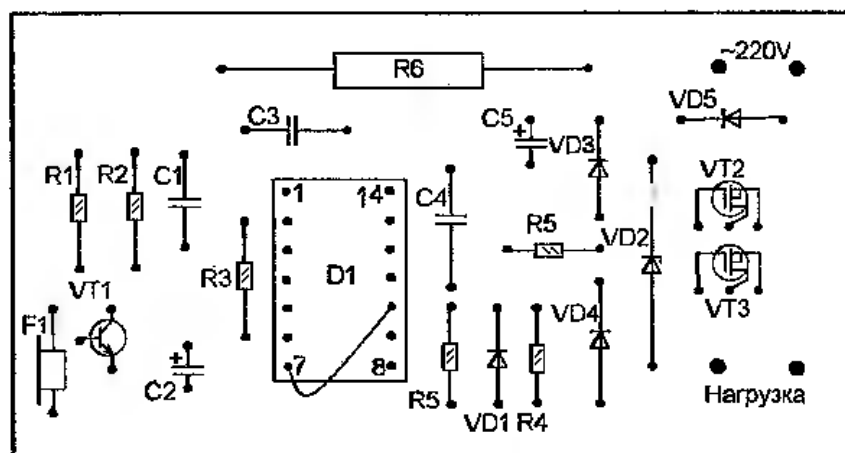 ~220V
R6
VD5
C3
C5
+
VD3
R1
R2
C1
1
14
C4
VT2
R5
VD2
R3
D1
VT1
VT3
F1
VD4
+
C2
7
8
R5
VD1
R4
Нагрузка